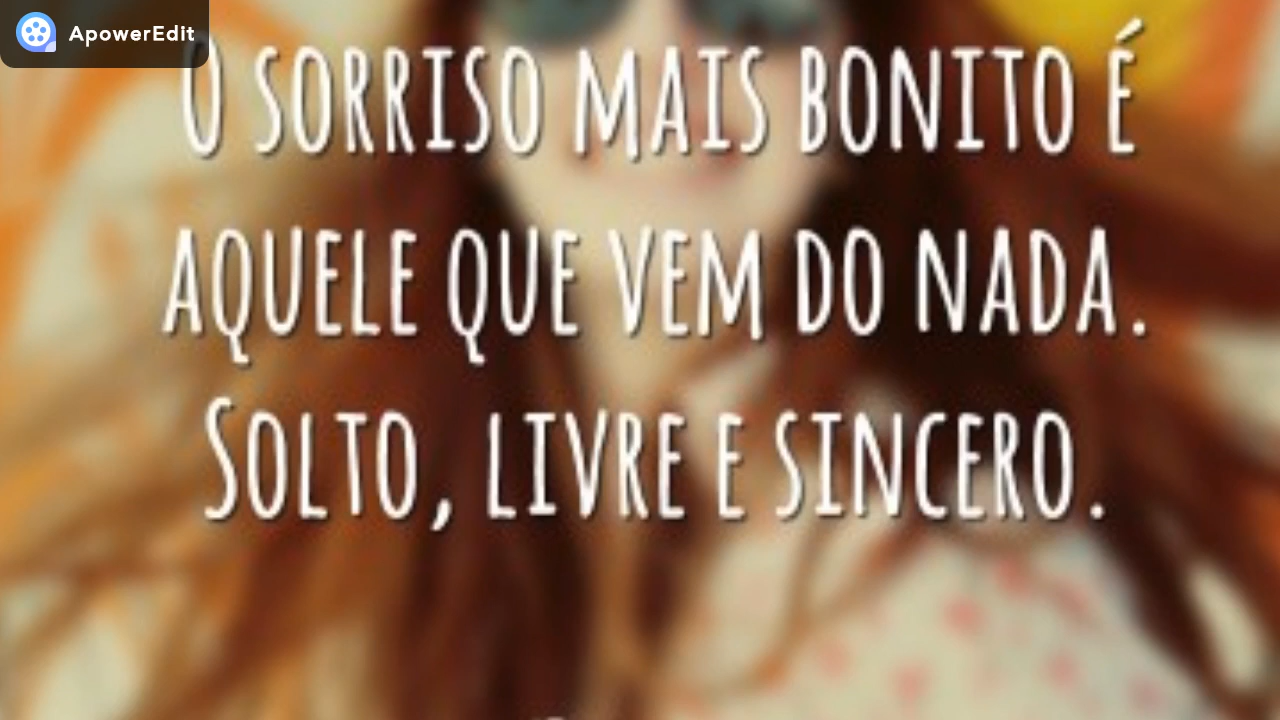 ApowerEdit
O SORRISO MAIS BONITO É
AQUELE QUE VEM DO NADA.
SOLTO, LIVRE E SINCERO.